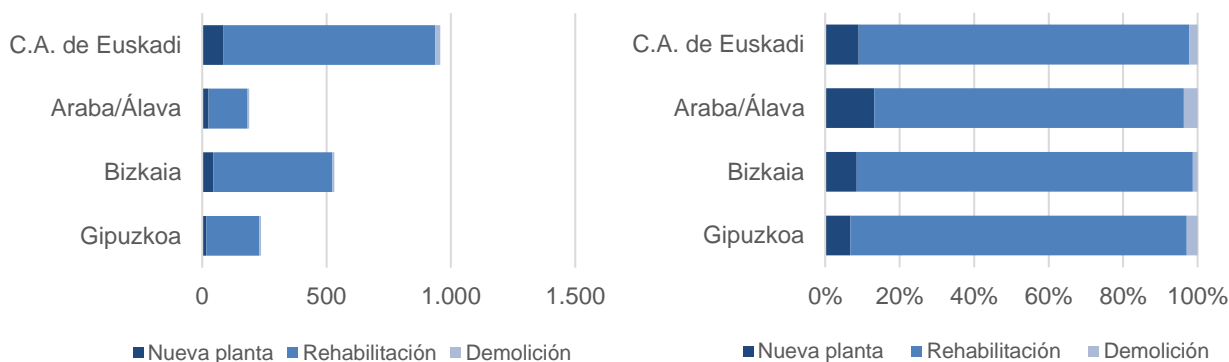 C.A. de Euskadi
Araba/Álava
Bizkaia
Gipuzkoa
0 500 1.000 1.500
Nueva planta Rehabilitación Demolición
C.A. de Euskadi
Araba/Álava
Bizkaia
Gipuzkoa
0% 20% 40% 60% 80% 100%
Nueva planta Rehabilitación Demolición